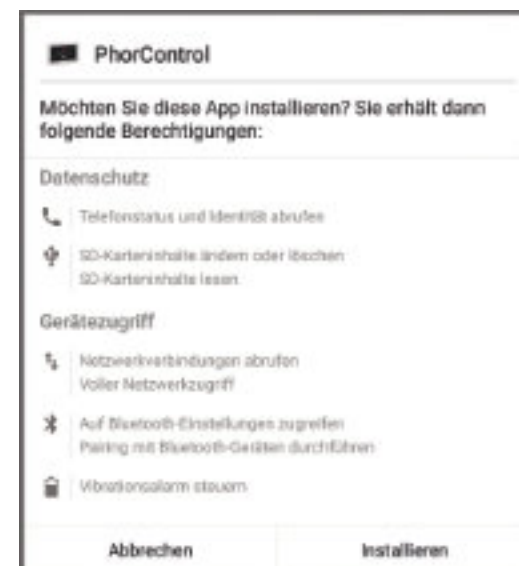 PhorControl
Möchten Sie diese App installieren? Sie erhält dann
folgende Berechtigungen:
Datenschutz
Telefonstatus und Identität abrufen
SD-Karteninhalte ändern oder löschen
SD-Karteninhalte lesen
Gerätezugriff
Netzwerkverbindungen abrufen
Voller Netzwerkzugriff
Auf Bluetooth-Einstellungen zugreifen
Pairing mit Bluetooth-Geräten durchführen
Vibrationsalarm steuern
Abbrechen
Installieren